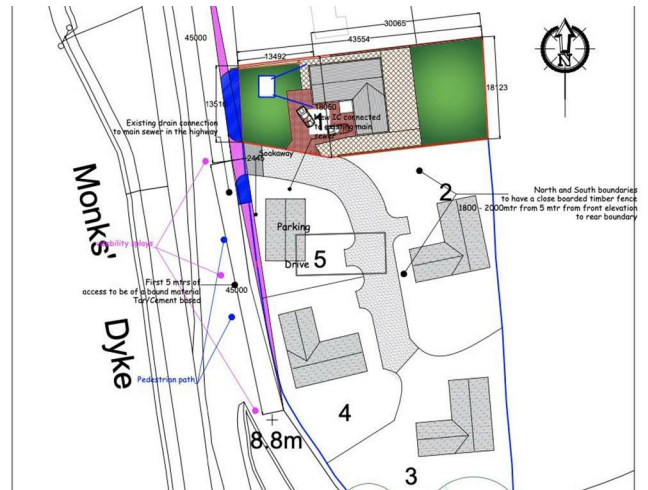 30065
45000
43554
13492
18123
13510
18050
New IC connected
to existing main
sewer
Existing drain connection
to main sewer in the highway
Soakaway
2445
N
2
North and South boundaries
to have a close boarded timber fence
1800 - 2000mtr from 5 mtr from front elevation
to rear boundary
Monks'
Dyke
Parking
5
Drive
Visibility splays
First 5 mtrs of
access to be of a bound material
Tar/Cement based
45000
Pedestrian path
4
8.8m
3